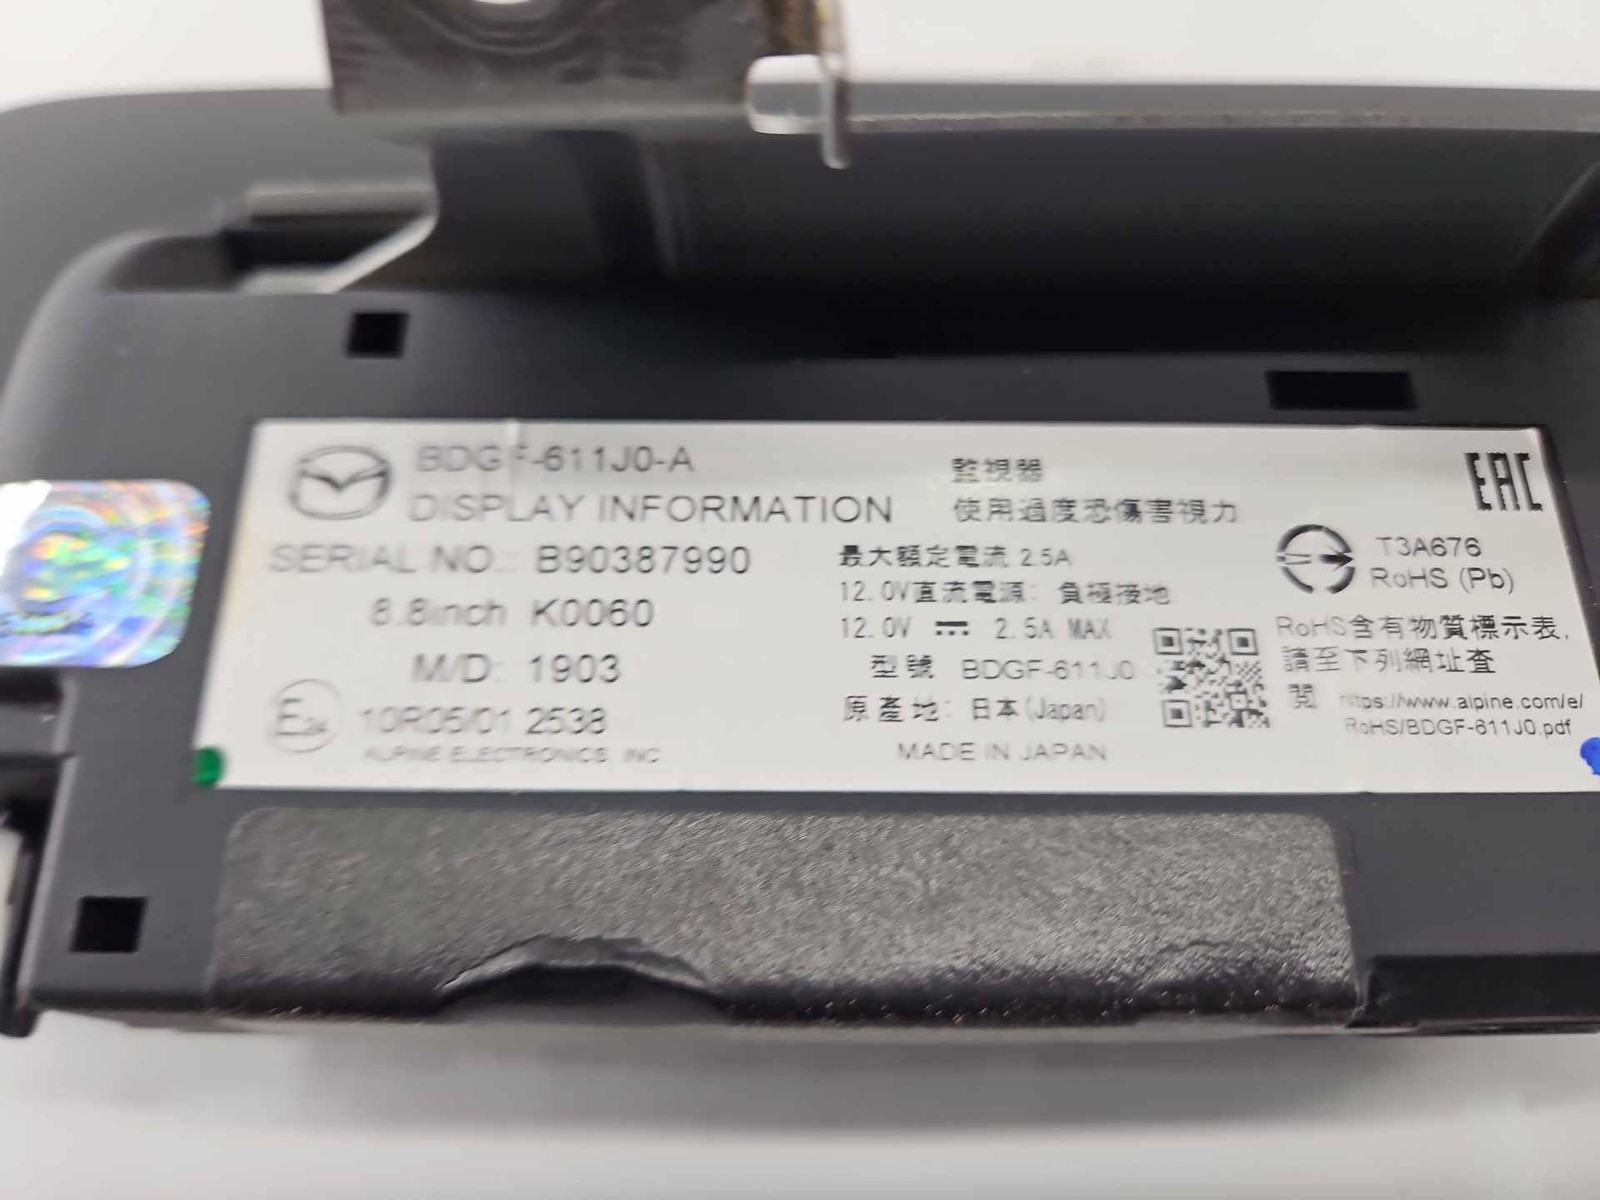 BDGF-611J0-A
DISPLAY INFORMATION
SERIAL NO.: B90387990
8.8inch K0060
M/D: 1903
10R05/01 2538
ALPINE ELECTRONICS, INC
監視器
使用過度恐傷害視力
最大額定電流 2.5A
12.0V直流電源: 負極接地
12.0V ⎓ 2.5A MAX
型號 BDGF-611J0
原產地: 日本(Japan)
MADE IN JAPAN
EAC
T3A676
RoHS (Pb)
RoHS含有物質標示表,
請至下列網址查
閱 https://www.alpine.com/e/
RoHS/BDGF-611J0.pdf